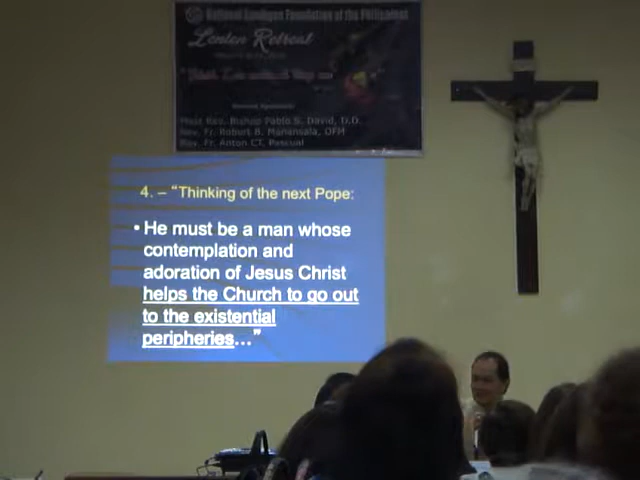 National Sandigan Foundation of the Philippines
Lenten Retreat
Most Rev. Bishop Pablo S. David, D.D.
Rev. Fr. Robert B. Manansala, OFM
Rev. Fr. Anton CT. Pascual
4. – "Thinking of the next Pope:
• He must be a man whose
contemplation and
adoration of Jesus Christ
helps the Church to go out
to the existential
peripheries..."